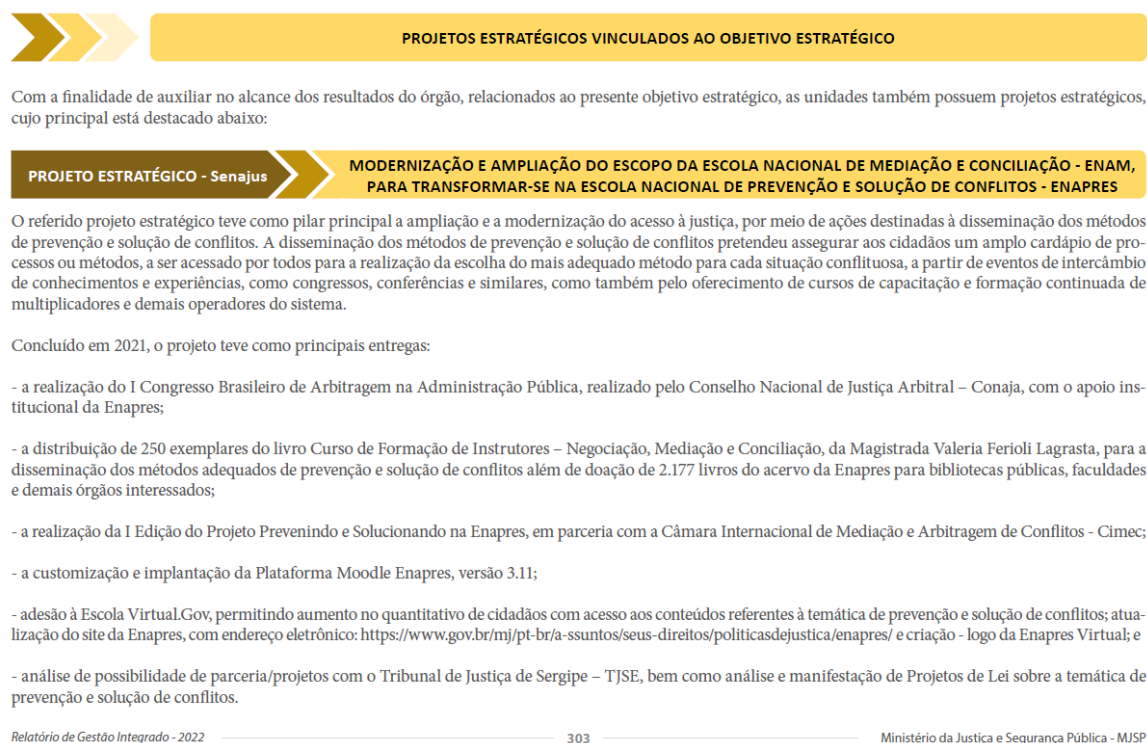 PROJETOS ESTRATÉGICOS VINCULADOS AO OBJETIVO ESTRATÉGICO
Com a finalidade de auxiliar no alcance dos resultados do órgão, relacionados ao presente objetivo estratégico, as unidades também possuem projetos estratégicos,
cujo principal está destacado abaixo:
PROJETO ESTRATÉGICO - Senajus
MODERNIZAÇÃO E AMPLIAÇÃO DO ESCOPO DA ESCOLA NACIONAL DE MEDIAÇÃO E CONCILIAÇÃO - ENAM,
PARA TRANSFORMAR-SE NA ESCOLA NACIONAL DE PREVENÇÃO E SOLUÇÃO DE CONFLITOS - ENAPRES
O referido projeto estratégico teve como pilar principal a ampliação e a modernização do acesso à justiça, por meio de ações destinadas à disseminação dos métodos
de prevenção e solução de conflitos. A disseminação dos métodos de prevenção e solução de conflitos pretendeu assegurar aos cidadãos um amplo cardápio de pro-
cessos ou métodos, a ser acessado por todos para a realização da escolha do mais adequado método para cada situação conflituosa, a partir de eventos de intercâmbio
de conhecimentos e experiências, como congressos, conferências e similares, como também pelo oferecimento de cursos de capacitação e formação continuada de
multiplicadores e demais operadores do sistema.
Concluído em 2021, o projeto teve como principais entregas:
- a realização do I Congresso Brasileiro de Arbitragem na Administração Pública, realizado pelo Conselho Nacional de Justiça Arbitral – Conaja, com o apoio ins-
titucional da Enapres;
- a distribuição de 250 exemplares do livro Curso de Formação de Instrutores – Negociação, Mediação e Conciliação, da Magistrada Valeria Ferioli Lagrasta, para a
disseminação dos métodos adequados de prevenção e solução de conflitos além de doação de 2.177 livros do acervo da Enapres para bibliotecas públicas, faculdades
e demais órgãos interessados;
- a realização da I Edição do Projeto Prevenindo e Solucionando na Enapres, em parceria com a Câmara Internacional de Mediação e Arbitragem de Conflitos - Cimec;
- a customização e implantação da Plataforma Moodle Enapres, versão 3.11;
- adesão à Escola Virtual.Gov, permitindo aumento no quantitativo de cidadãos com acesso aos conteúdos referentes à temática de prevenção e solução de conflitos; atua-
lização do site da Enapres, com endereço eletrônico: https://www.gov.br/mj/pt-br/a-ssuntos/seus-direitos/politicasdejustica/enapres/ e criação - logo da Enapres Virtual; e
- análise de possibilidade de parceria/projetos com o Tribunal de Justiça de Sergipe – TJSE, bem como análise e manifestação de Projetos de Lei sobre a temática de
prevenção e solução de conflitos.
Relatório de Gestão Integrado - 2022
303
Ministério da Justiça e Segurança Pública - MJSP